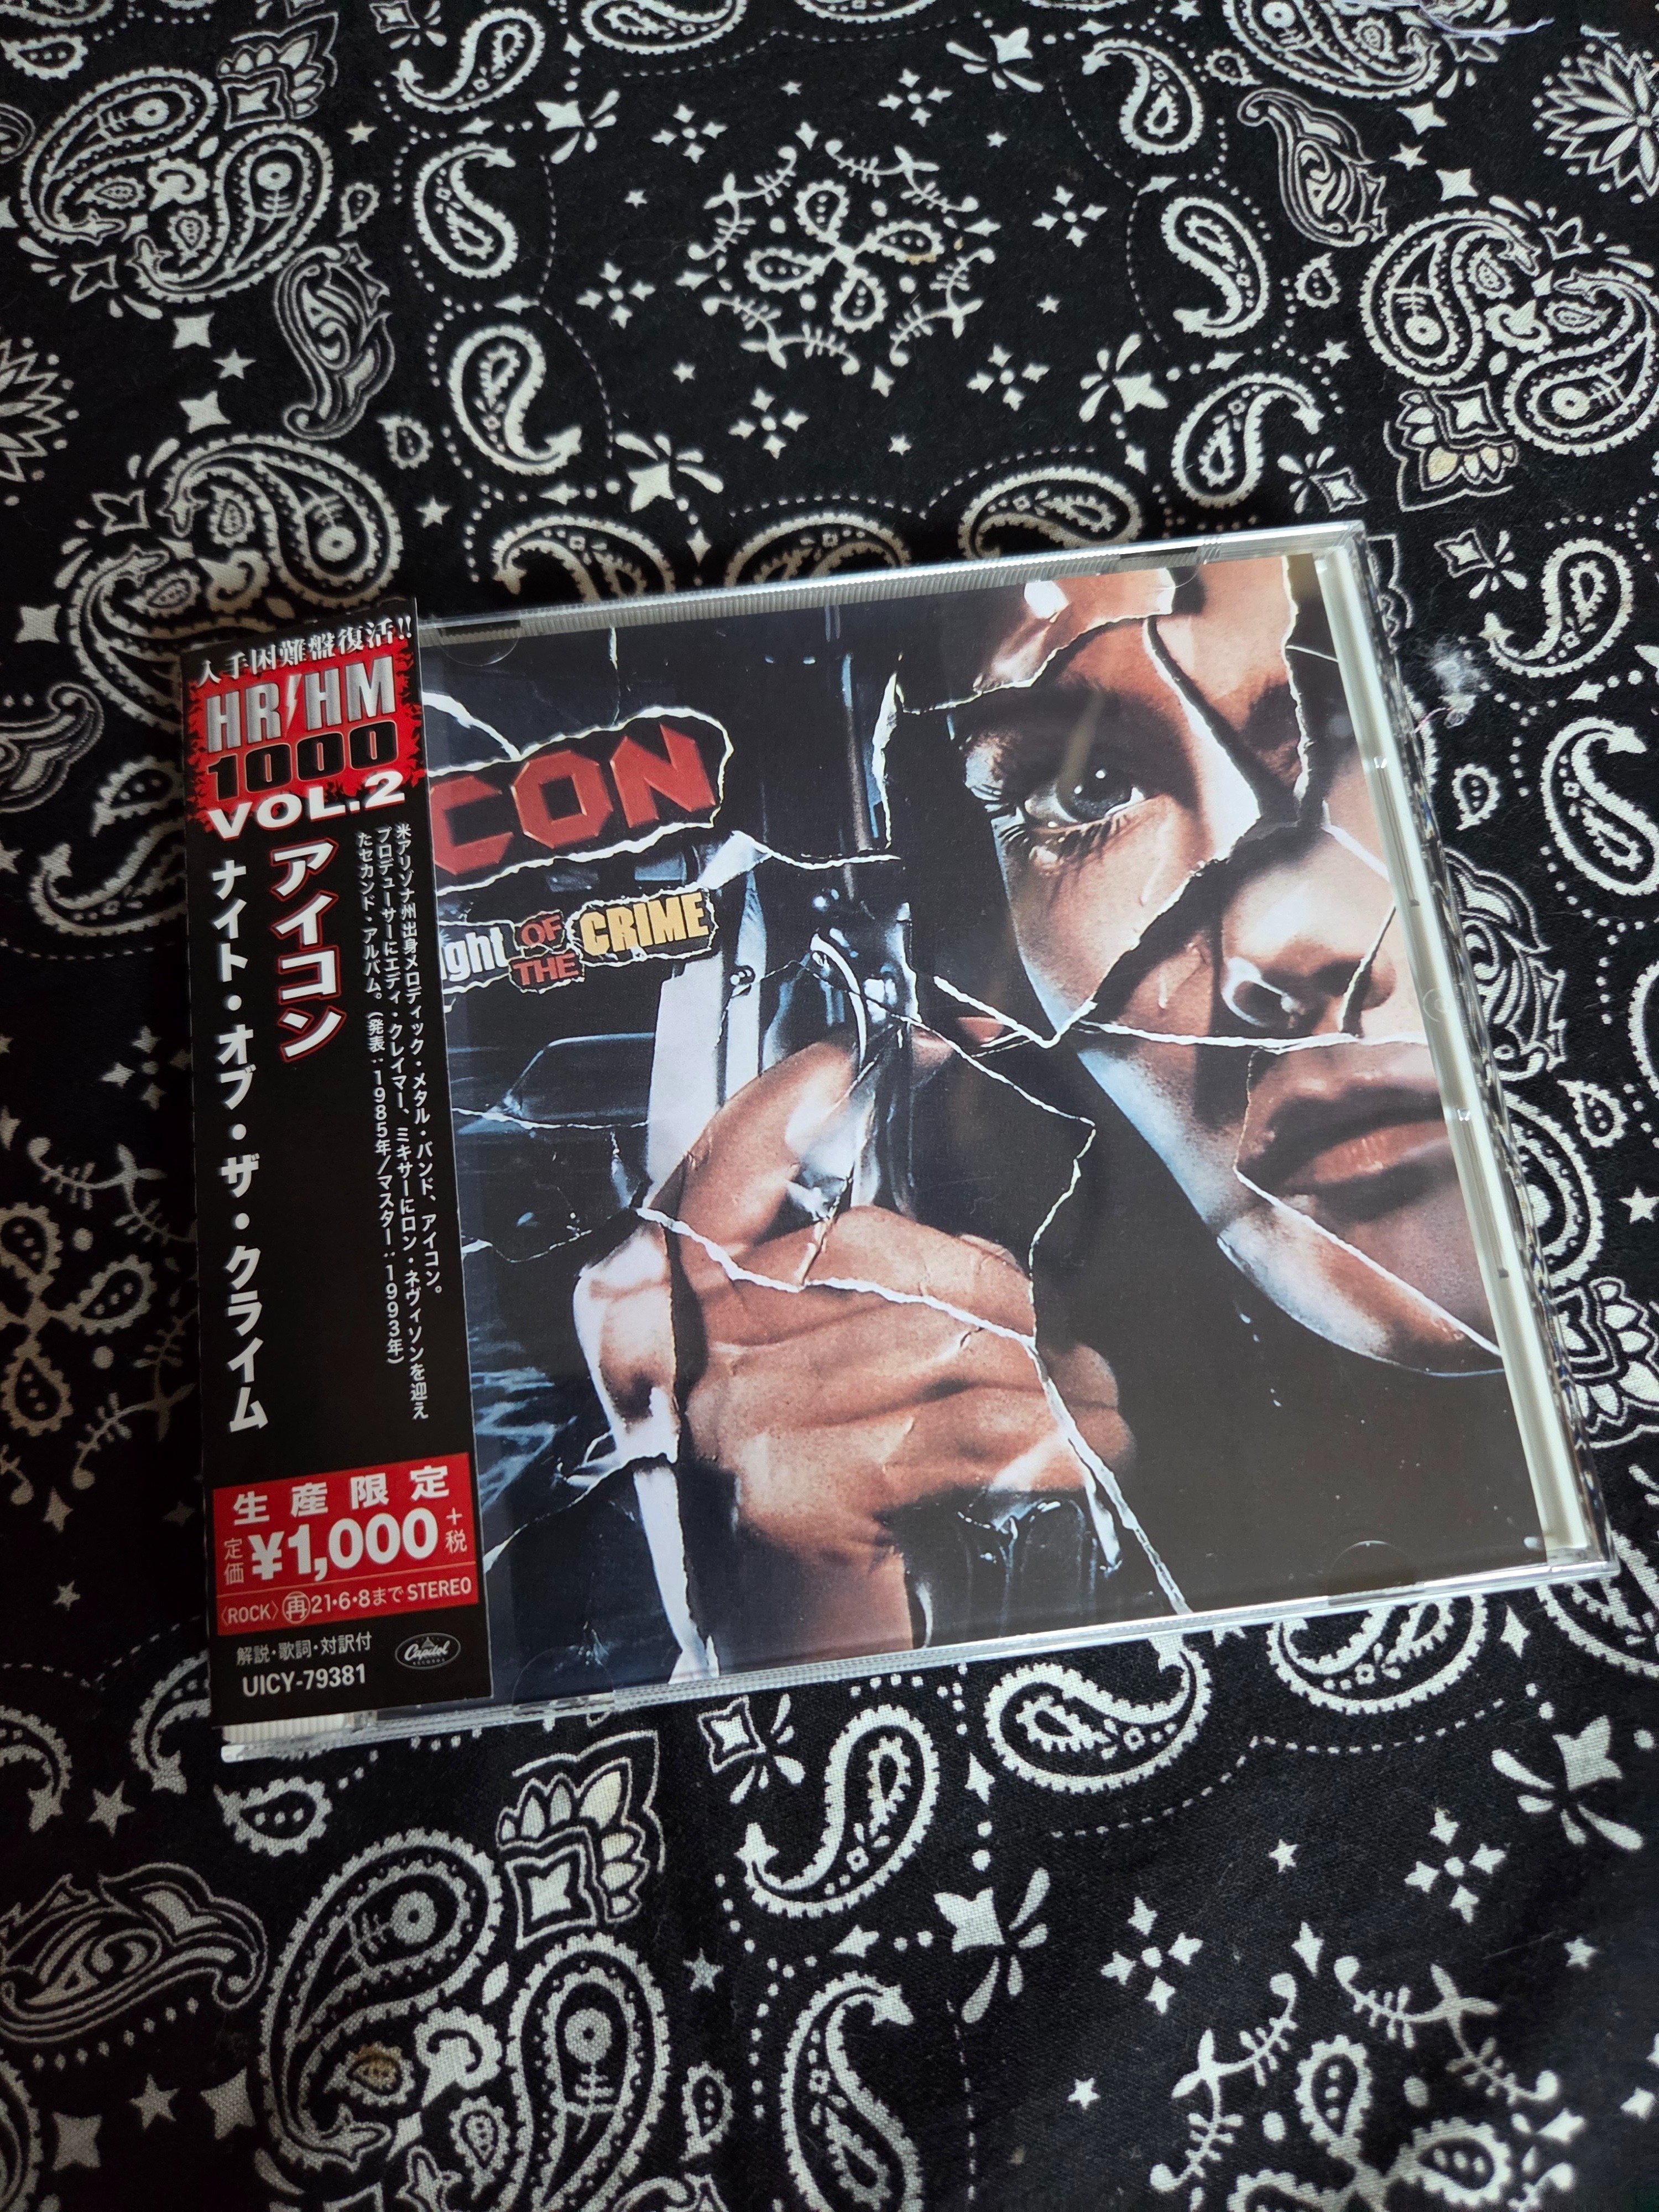 入手困難盤復活!!
HR/HM
1000
VOL.2
アイコン
ナイト・オブ・ザ・クライム
米アリゾナ州出身メロディック・メタル・バンド、アイコン。
プロデューサーにエディ・クレイマー、ミキサーにロン・ネヴィソンを迎え
たセカンド・アルバム。(発表:1985年/マスター:1993年)
生産限定
定価 ¥1,000+税
〈ROCK〉 再 21・6・8まで STEREO
解説・歌詞・対訳付
UICY-79381
Capitol
CON
ight OF THE CRIME